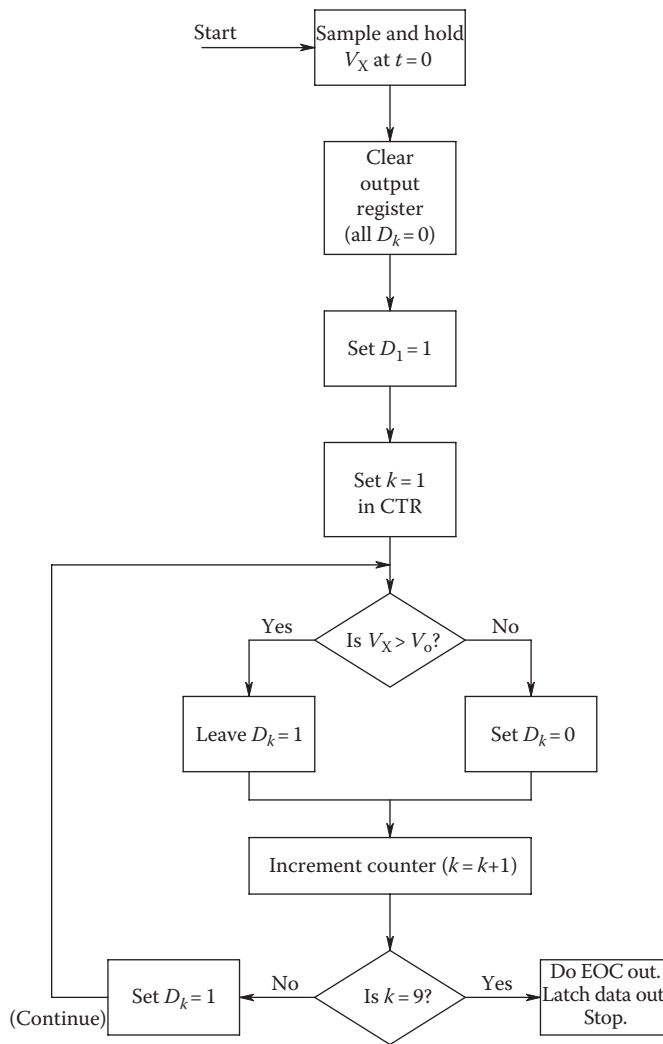 Start
Sample and hold
V_X at t = 0
Clear
output
register
(all D_k = 0)
Set D_1 = 1
Set k = 1
in CTR
Is V_X > V_o?
Yes
No
Leave D_k = 1
Set D_k = 0
Increment counter (k = k+1)
Is k = 9?
No
Yes
Set D_k = 1
(Continue)
Do EOC out.
Latch data out.
Stop.